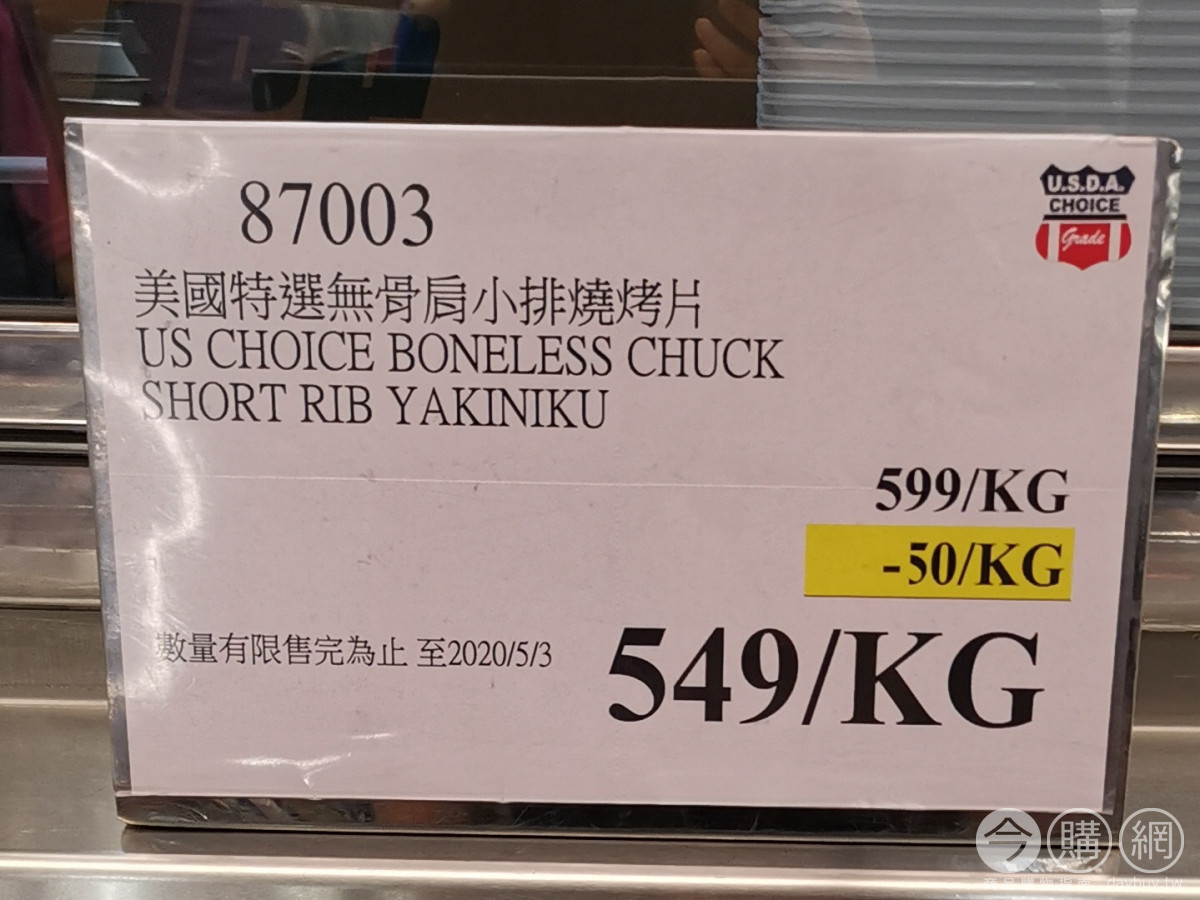 87003
U.S.D.A.
CHOICE
Grade
美國特選無骨肩小排燒烤片
US CHOICE BONELESS CHUCK
SHORT RIB YAKINIKU
599/KG
-50/KG
數量有限售完為止 至2020/5/3
549/KG
今購網